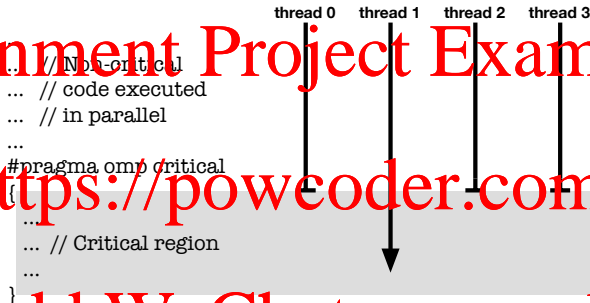 thread 0 thread 1 thread 2 thread 3
nment Project Exam
... // Non-critical
... // code executed
... // in parallel
...
#pragma omp critical
ttps://powcoder.com
{
...
... // Critical region
...
}